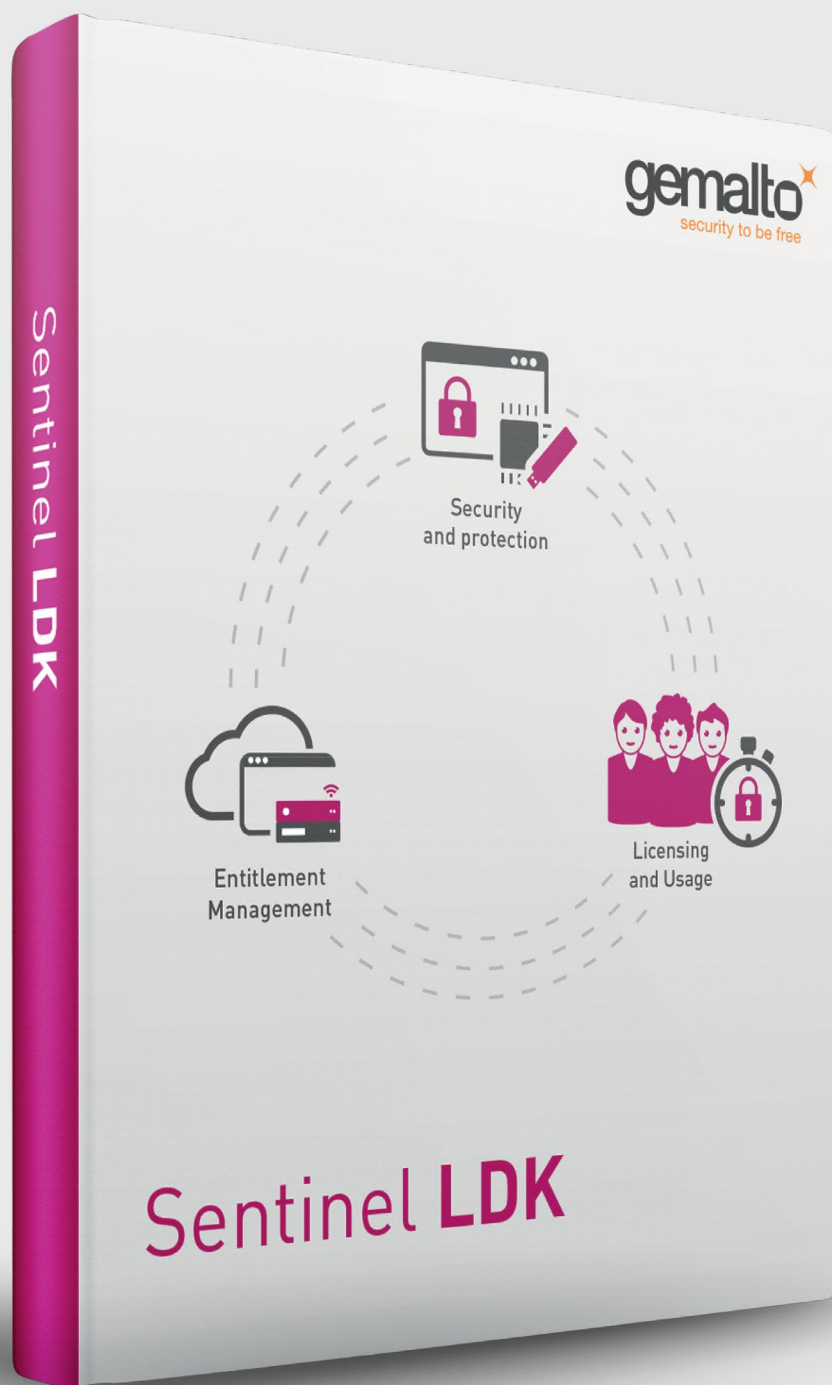 gemalto
security to be free
Sentinel LDK
Security
and protection
Entitlement
Management
Licensing
and Usage
Sentinel LDK